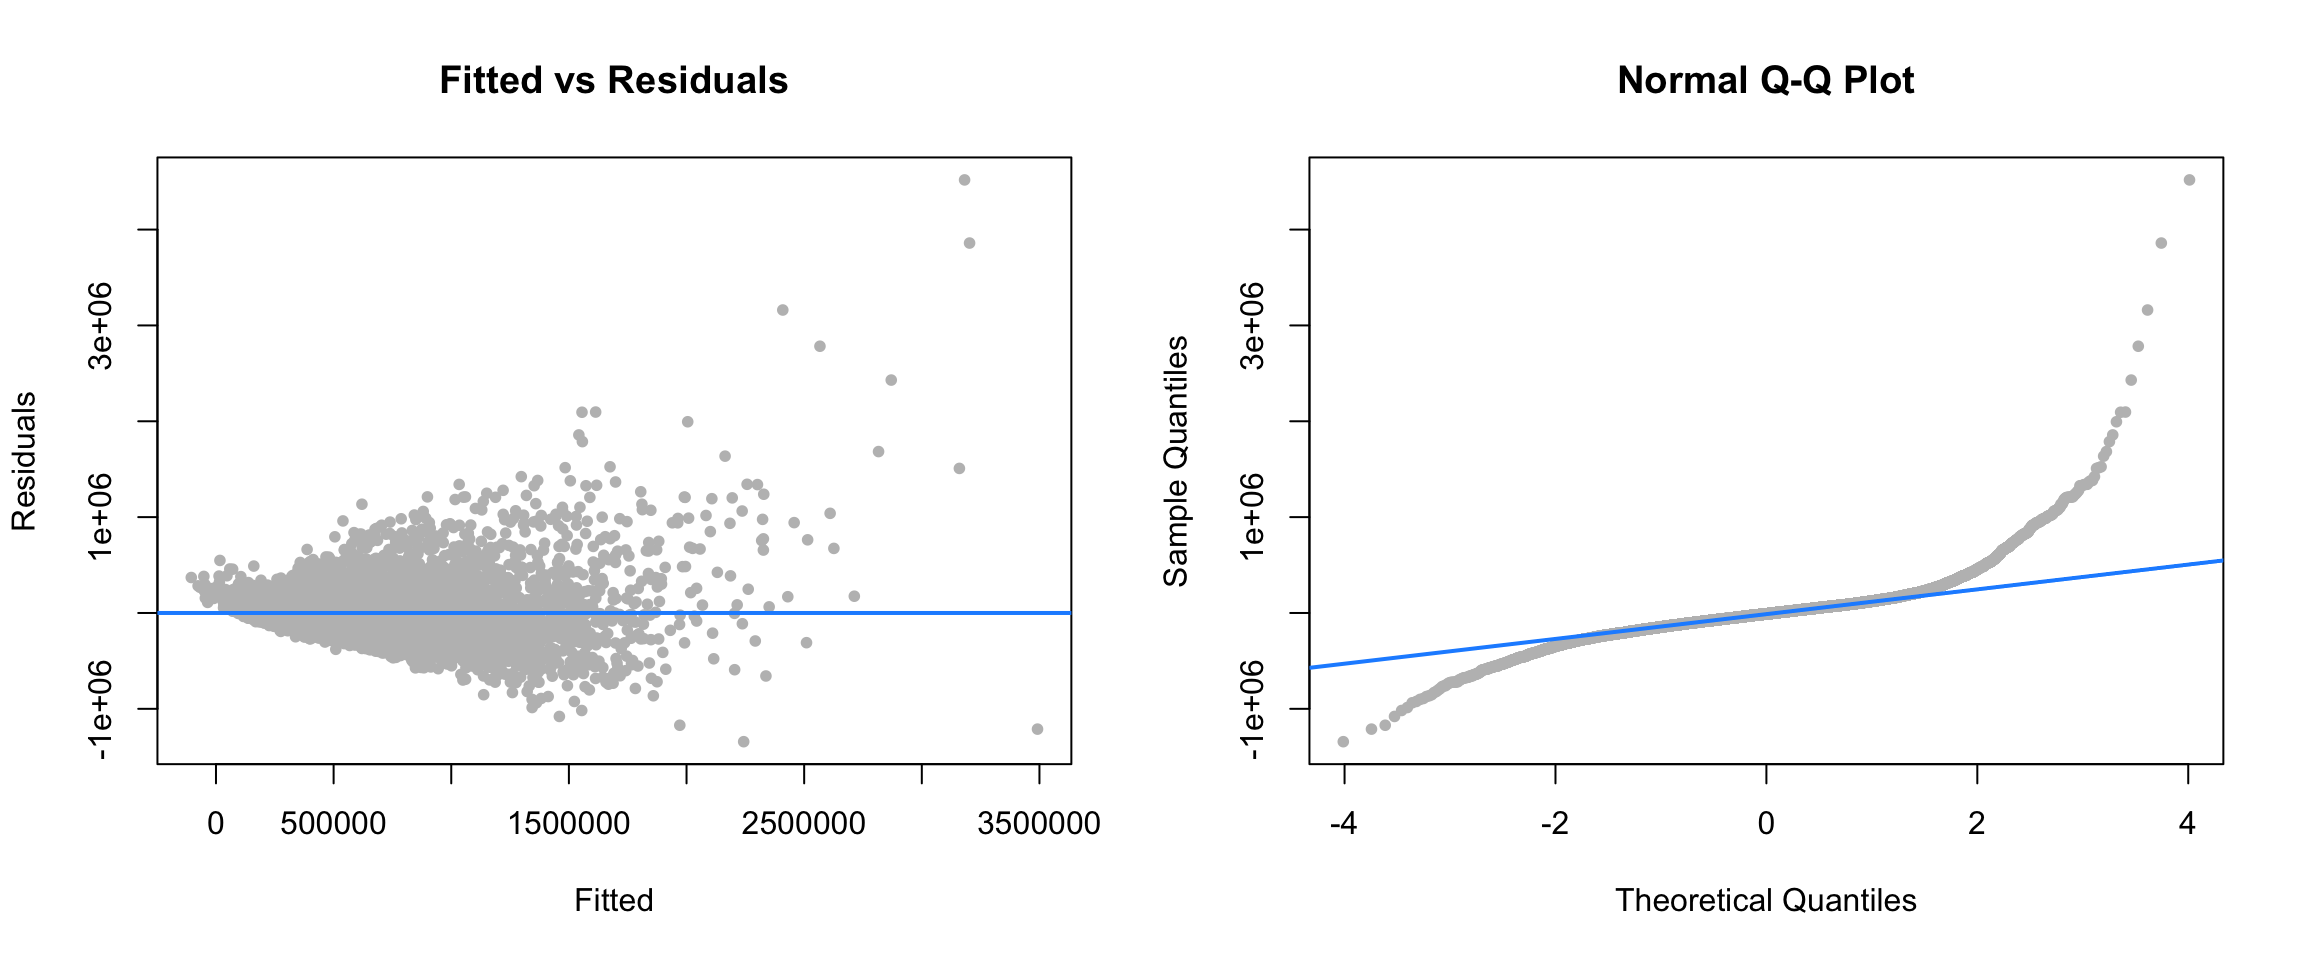 Fitted vs Residuals
Residuals
3e+06
1e+06
-1e+06
0 500000 1500000 2500000 3500000
Fitted
Normal Q-Q Plot
Sample Quantiles
3e+06
1e+06
-1e+06
-4 -2 0 2 4
Theoretical Quantiles